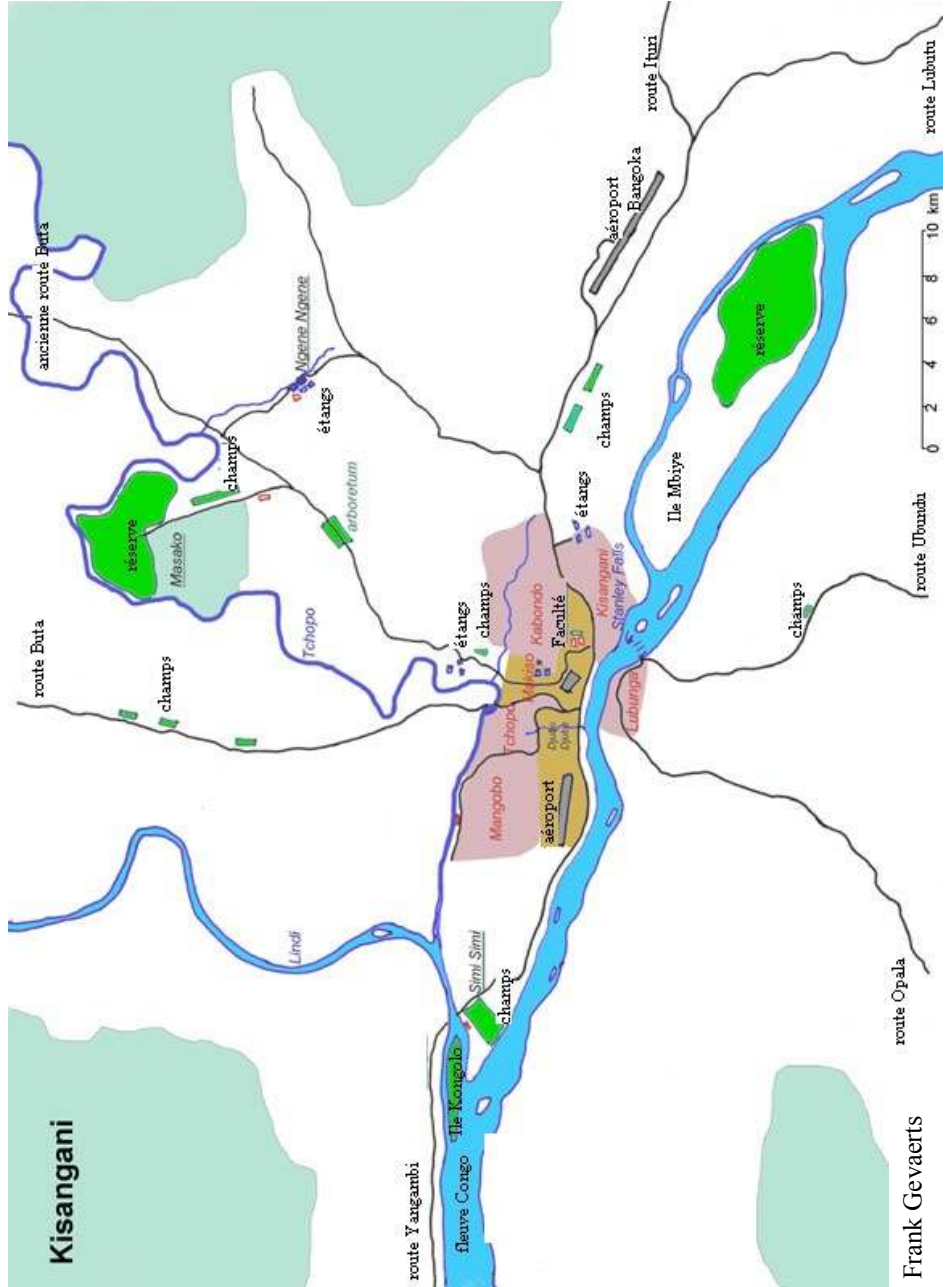 Kisangani
route Buta
ancienne route Buta
réserve
Masako
champs
Ngene Ngene
étangs
champs
Tchopo
arboretum
Lindi
étangs
champs
route Yangambi
fleuve Congo
Ile Kongolo
Simi Simi
champs
Mangobo
Tchopo
Makiso
Kabondo
Faculté
aéroport
Djubu
Djubu
Kisangani
Stanley Falls
Lubunga
étangs
champs
aéroport
Bangoka
route Ituri
route Lubutu
Ile Mbiye
réserve
champs
route Ubundu
route Opala
0 2 4 6 8 10 km
Frank Gevaerts